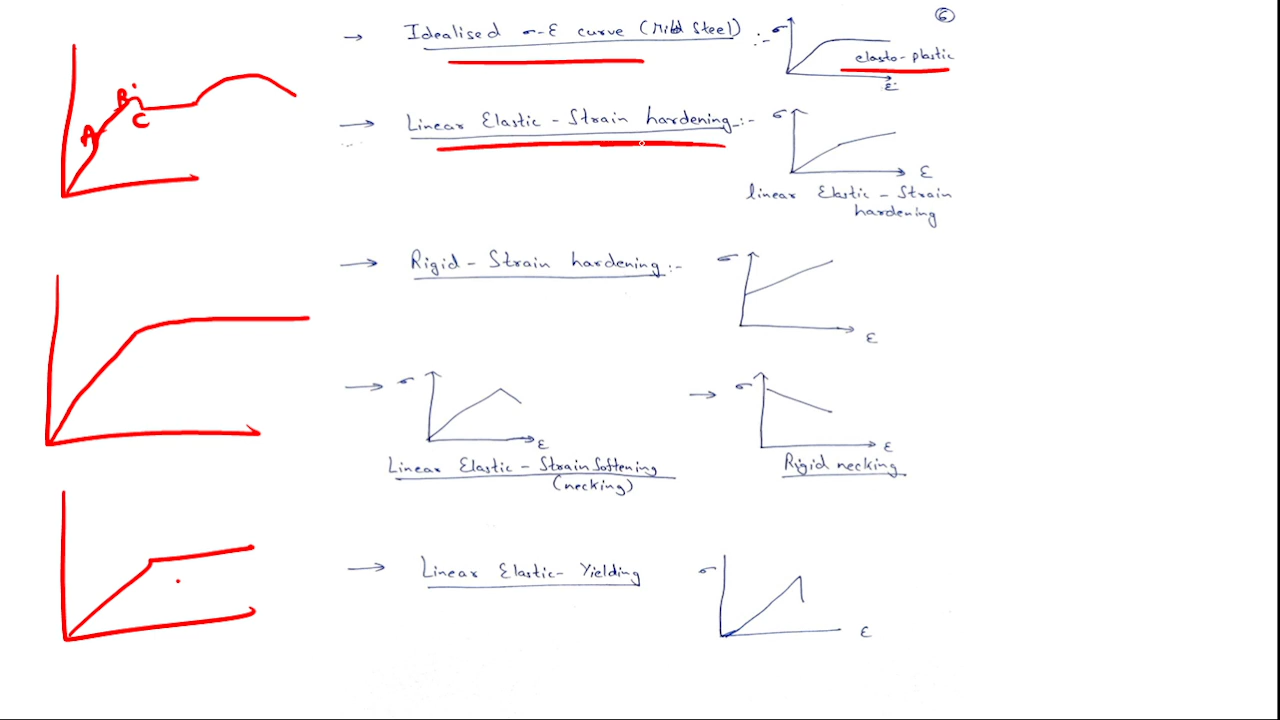 6
→ Idealised σ-ε curve (Mild Steel) :-
σ
elasto-plastic
ε
A
B
C
→ Linear Elastic - Strain hardening :-
σ
ε
linear Elastic - Strain
hardening
→ Rigid - Strain hardening :-
σ
ε
→ σ
ε
Linear Elastic - Strain Softening
(necking)
→ σ
ε
Rigid necking
→ Linear Elastic - Yielding
σ
ε